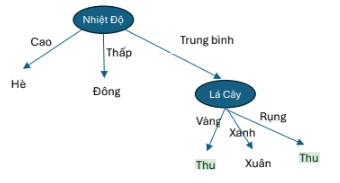 Nhiệt Độ
Cao
Thấp
Trung bình
Hè
Đông
Lá Cây
Vàng
Xanh
Rụng
Thu
Xuân
Thu